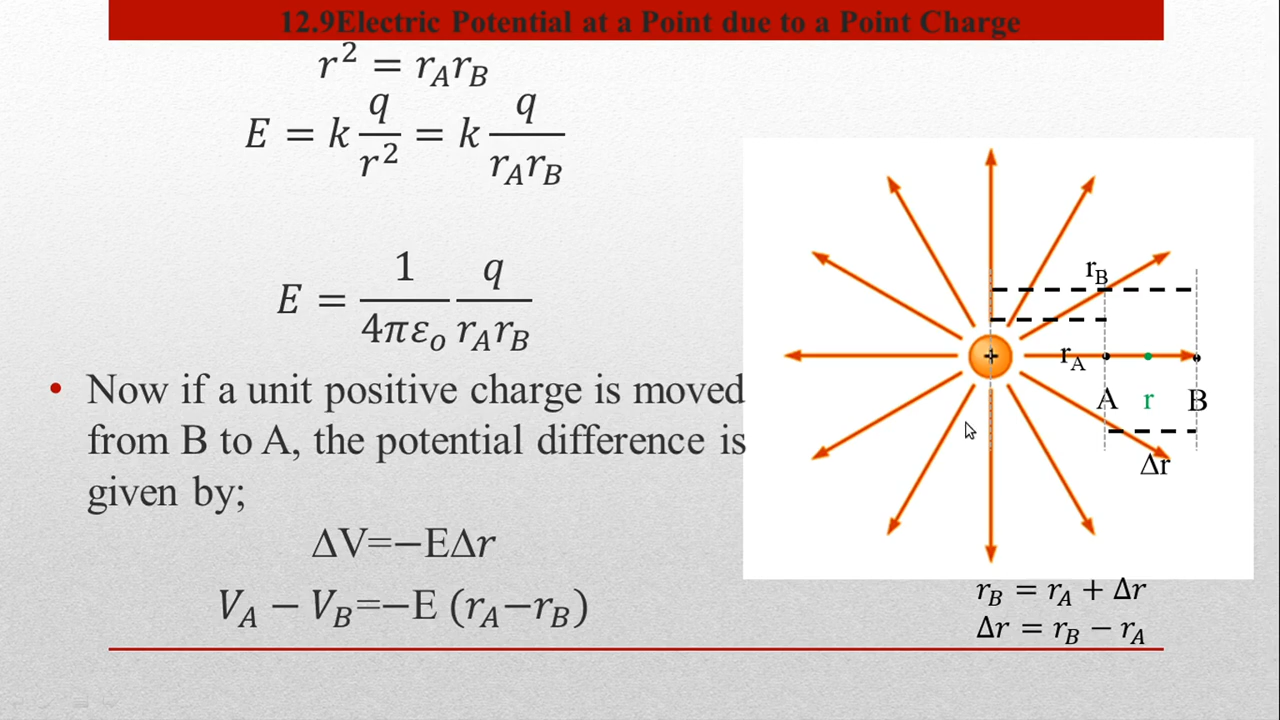 12.9Electric Potential at a Point due to a Point Charge
r² = r_A r_B
E = k q/r² = k q/(r_A r_B)
E = 1/(4πε_o) q/(r_A r_B)
• Now if a unit positive charge is moved
from B to A, the potential difference is
given by;
ΔV=−EΔr
V_A − V_B=−E (r_A−r_B)
r_B
+
r_A
A r B
Δr
r_B = r_A + Δr
Δr = r_B − r_A